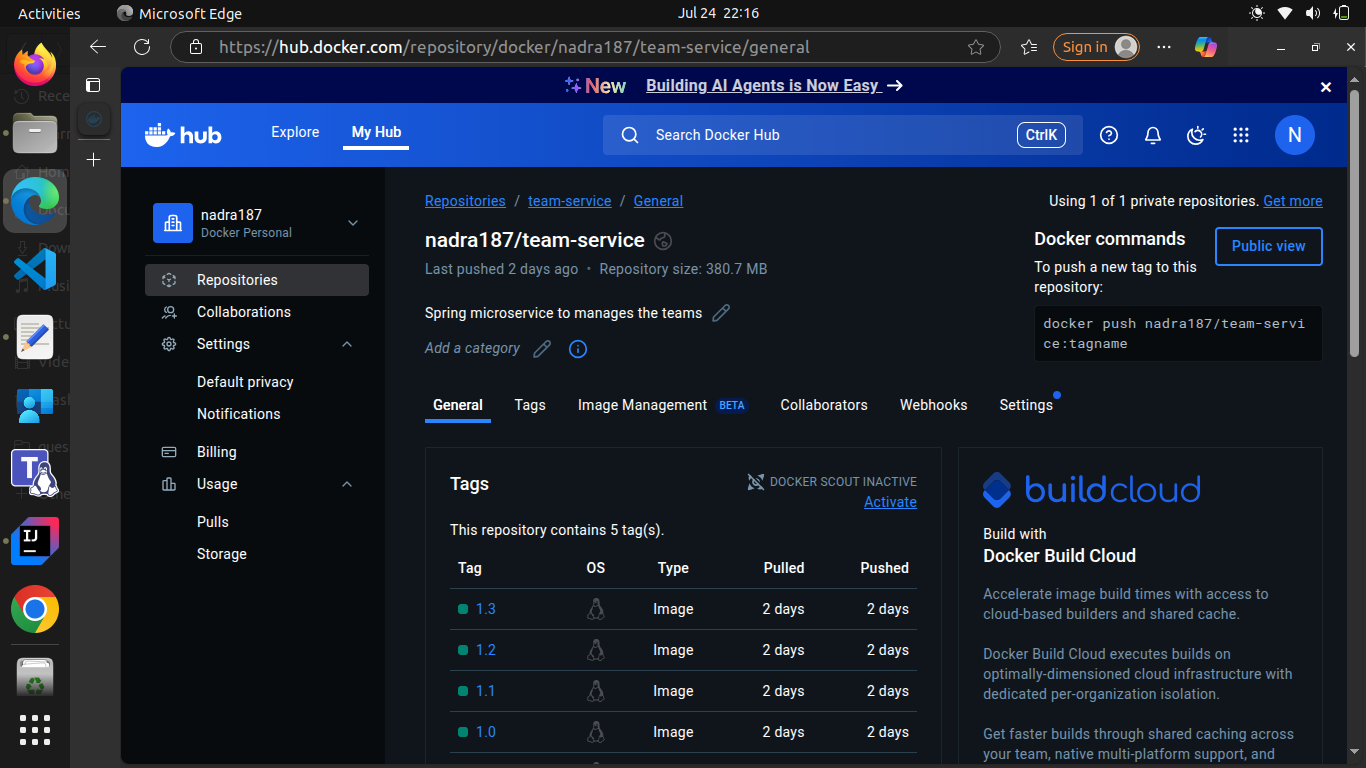 Activities
Microsoft Edge
Jul 24 22:16
https://hub.docker.com/repository/docker/nadra187/team-service/general
Sign in
New Building AI Agents is Now Easy
hub
Explore
My Hub
Search Docker Hub
CtrlK
N
nadra187
Docker Personal
Repositories
Collaborations
Settings
Default privacy
Notifications
Billing
Usage
Pulls
Storage
Repositories / team-service / General
Using 1 of 1 private repositories. Get more
nadra187/team-service
Last pushed 2 days ago • Repository size: 380.7 MB
Spring microservice to manages the teams
Add a category
Docker commands
Public view
To push a new tag to this
repository:
docker push nadra187/team-servi
ce:tagname
General
Tags
Image Management BETA
Collaborators
Webhooks
Settings
Tags
DOCKER SCOUT INACTIVE
Activate
This repository contains 5 tag(s).
Tag OS Type Pulled Pushed
1.3 Image 2 days 2 days
1.2 Image 2 days 2 days
1.1 Image 2 days 2 days
1.0 Image 2 days 2 days
buildcloud
Build with
Docker Build Cloud
Accelerate image build times with access to
cloud-based builders and shared cache.
Docker Build Cloud executes builds on
optimally-dimensioned cloud infrastructure with
dedicated per-organization isolation.
Get faster builds through shared caching across
your team, native multi-platform support, and